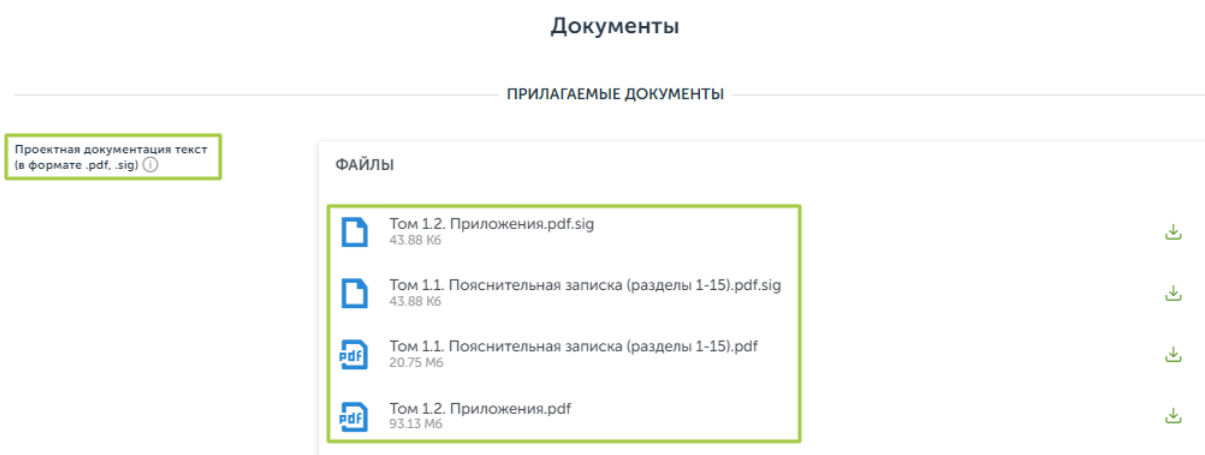 Документы
ПРИЛАГАЕМЫЕ ДОКУМЕНТЫ
Проектная документация текст
(в формате .pdf, .sig)
ФАЙЛЫ
Том 1.2. Приложения.pdf.sig
43.88 Кб
Том 1.1. Пояснительная записка (разделы 1-15).pdf.sig
43.88 Кб
pdf
Том 1.1. Пояснительная записка (разделы 1-15).pdf
20.75 Мб
pdf
Том 1.2. Приложения.pdf
93.13 Мб